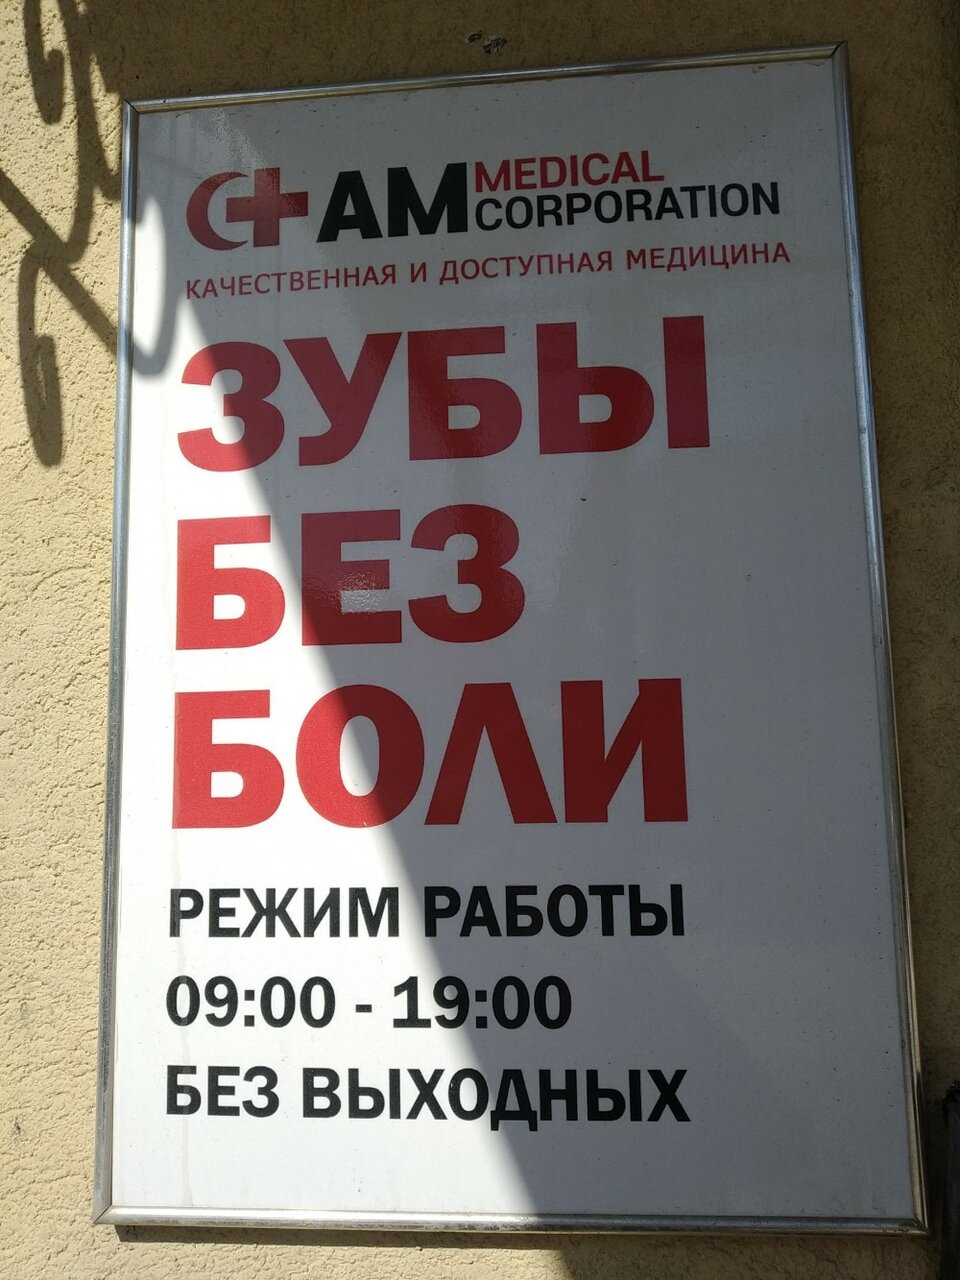 AM MEDICAL
CORPORATION
КАЧЕСТВЕННАЯ И ДОСТУПНАЯ МЕДИЦИНА
ЗУБЫ
БЕЗ
БОЛИ
РЕЖИМ РАБОТЫ
09:00 - 19:00
БЕЗ ВЫХОДНЫХ